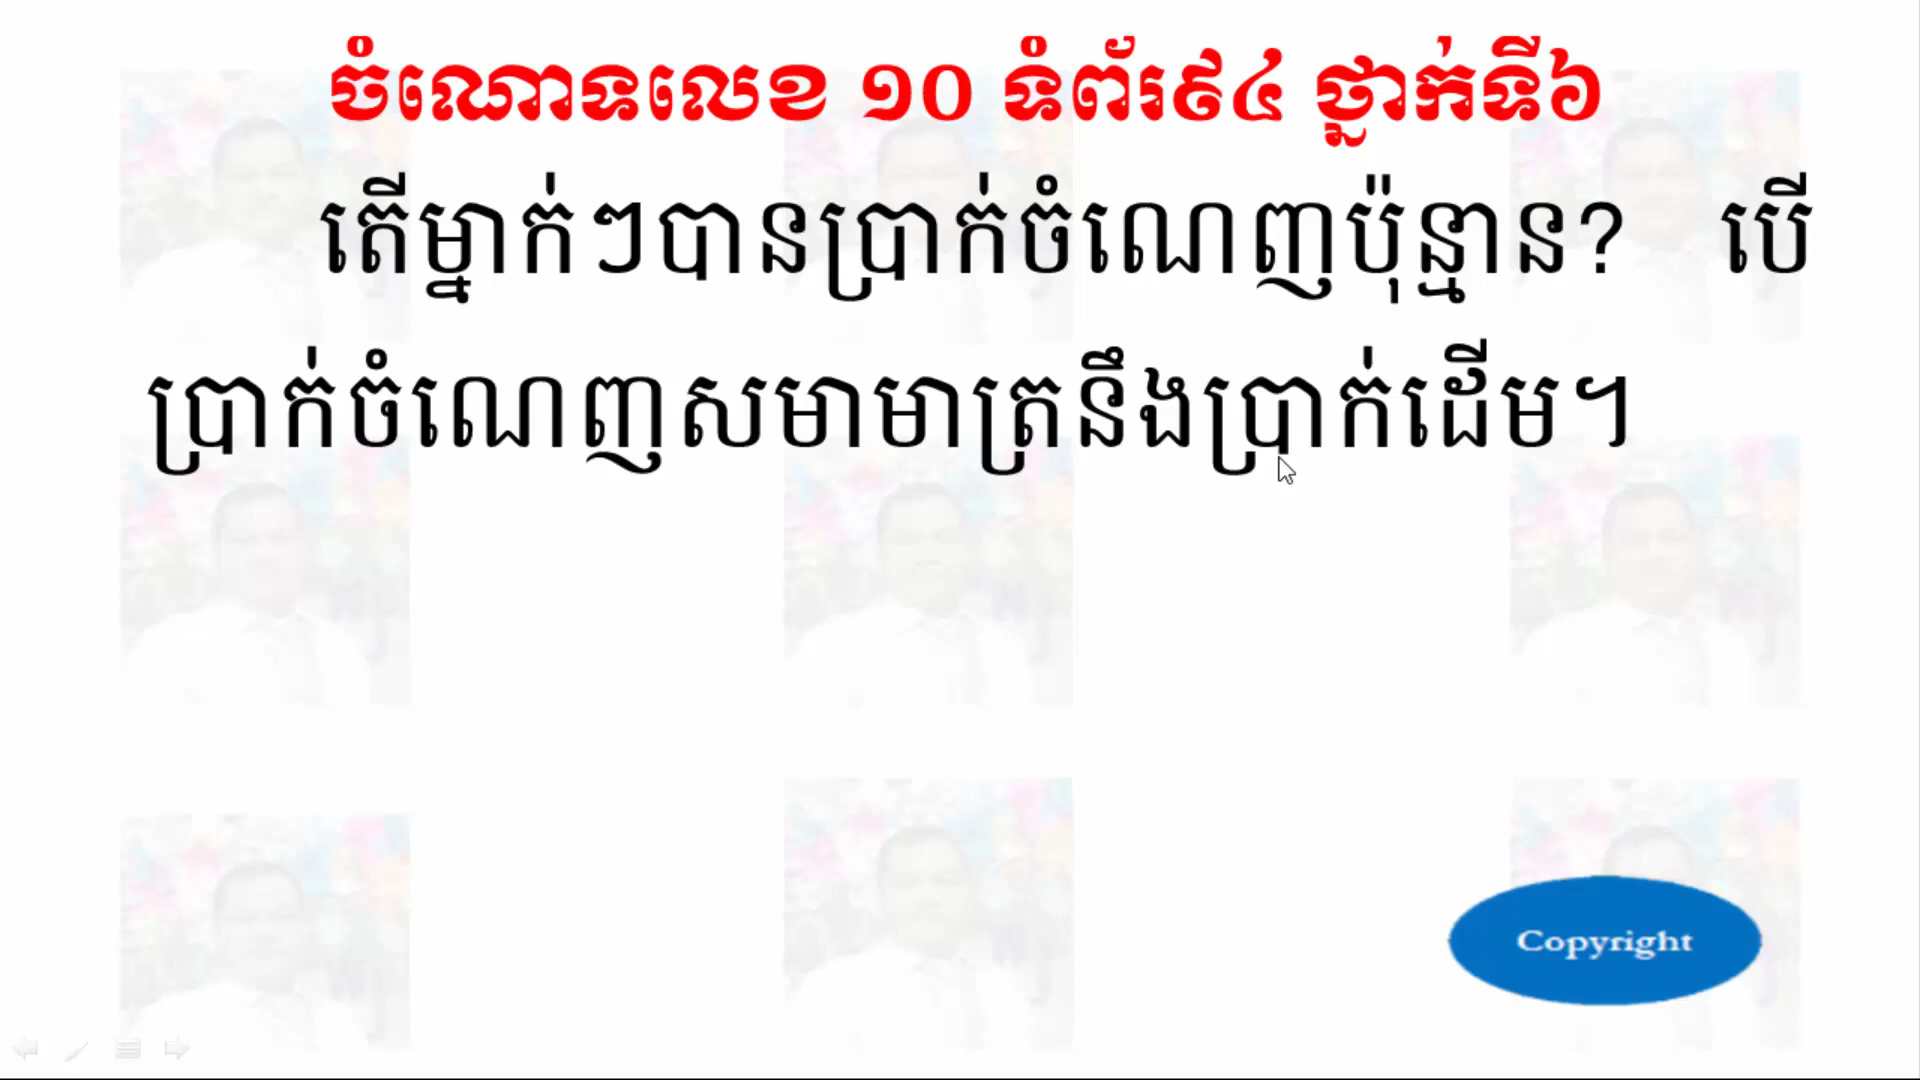 ចំណោទលេខ ១០ ទំព័រ៩៤ ថ្នាក់ទី៦
តើម្នាក់ៗបានប្រាក់ចំណេញប៉ុន្មាន? បើ
ប្រាក់ចំណេញសមាមាត្រនឹងប្រាក់ដើម។
Copyright